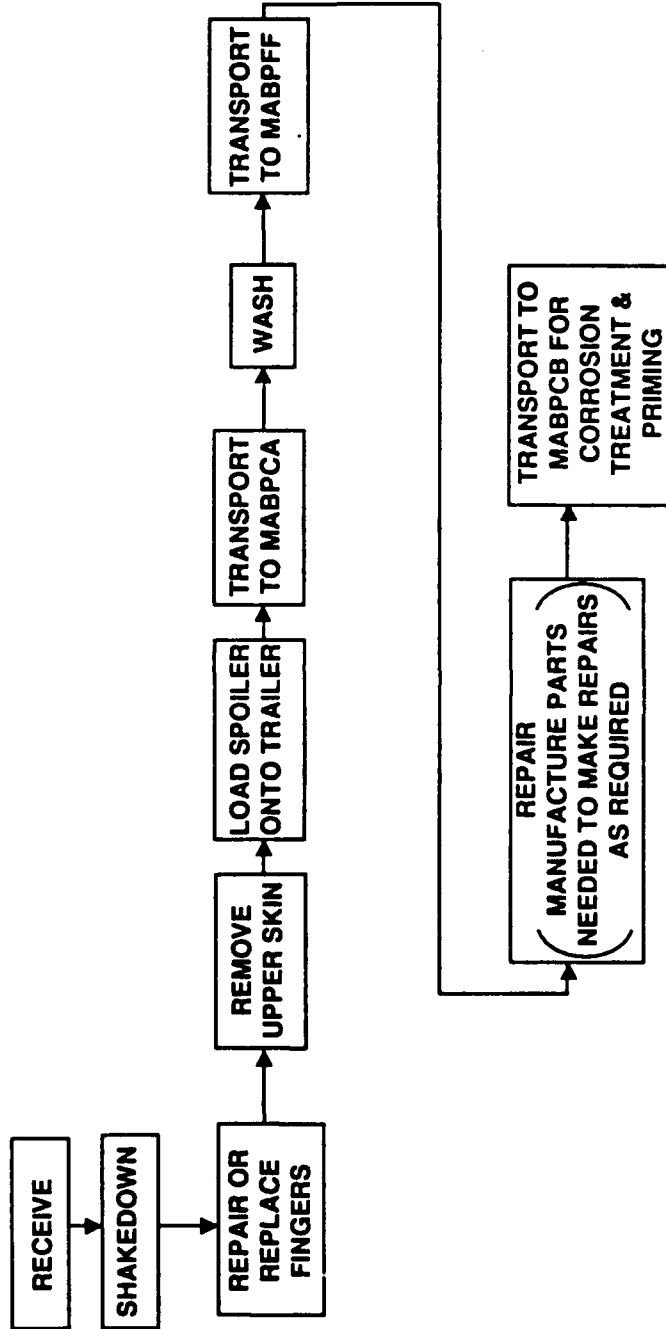 RECEIVE
SHAKEDOWN
REPAIR OR
REPLACE
FINGERS
REMOVE
UPPER SKIN
LOAD SPOILER
ONTO TRAILER
TRANSPORT
TO MABPCA
WASH
TRANSPORT
TO MABPFF
REPAIR
MANUFACTURE PARTS
NEEDED TO MAKE REPAIRS
AS REQUIRED
TRANSPORT TO
MABPCB FOR
CORROSION
TREATMENT &
PRIMING